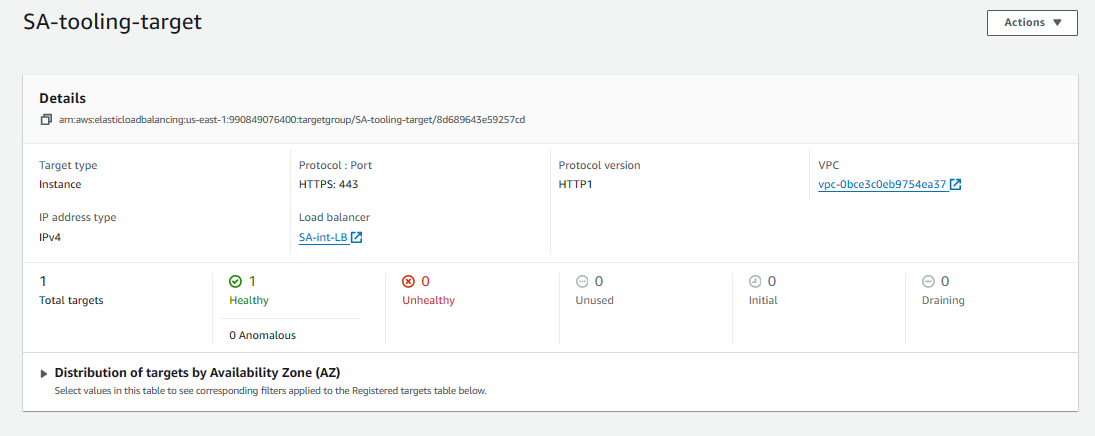 SA-tooling-target
Actions
Details
arn:aws:elasticloadbalancing:us-east-1:990849076400:targetgroup/SA-tooling-target/8d689643e59257cd
Target type
Instance
Protocol : Port
HTTPS: 443
Protocol version
HTTP1
VPC
vpc-0bce3c0eb9754ea37
IP address type
IPv4
Load balancer
SA-int-LB
1
Total targets
1
Healthy
0 Anomalous
0
Unhealthy
0
Unused
0
Initial
0
Draining
Distribution of targets by Availability Zone (AZ)
Select values in this table to see corresponding filters applied to the Registered targets table below.